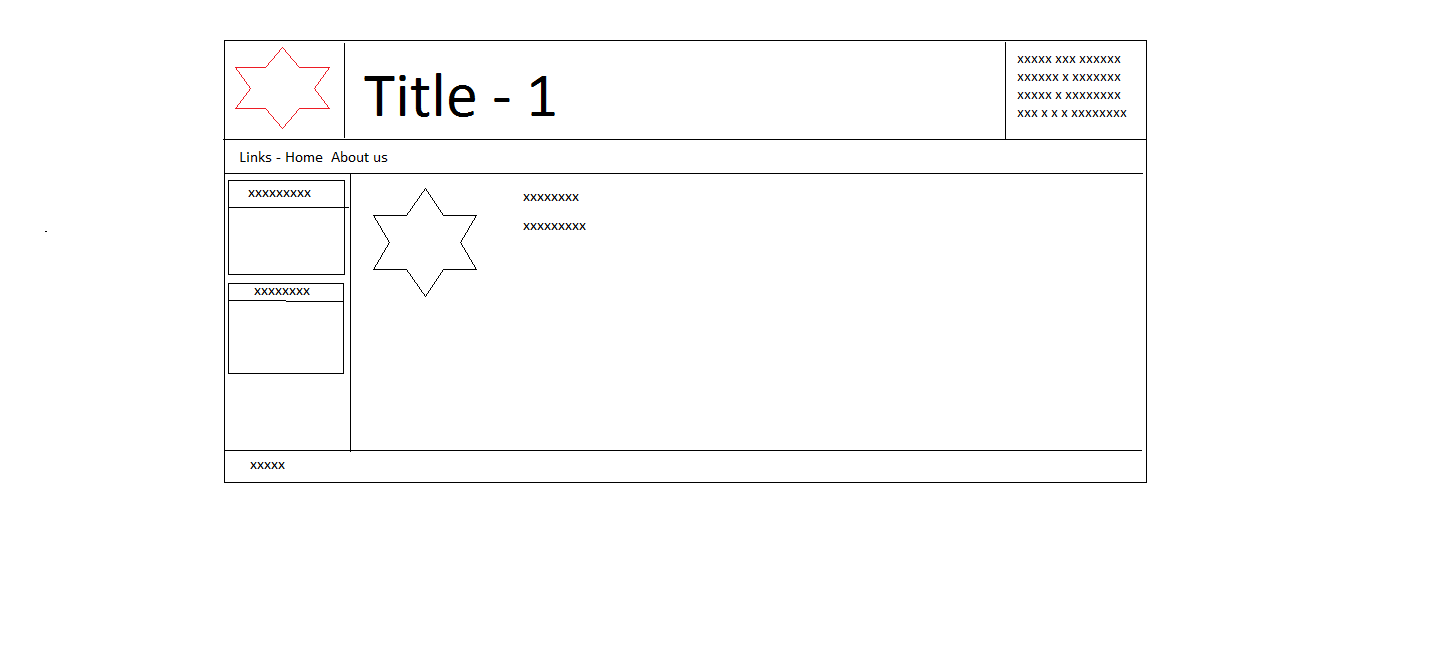 Title - 1
xxxxx xxx xxxxxx
xxxxxx x xxxxxxx
xxxxx x xxxxxxxx
xxx x x x xxxxxxxx
Links - Home  About us
xxxxxxxxx
xxxxxxxx
xxxxxxxx
xxxxxxxxx
xxxxx